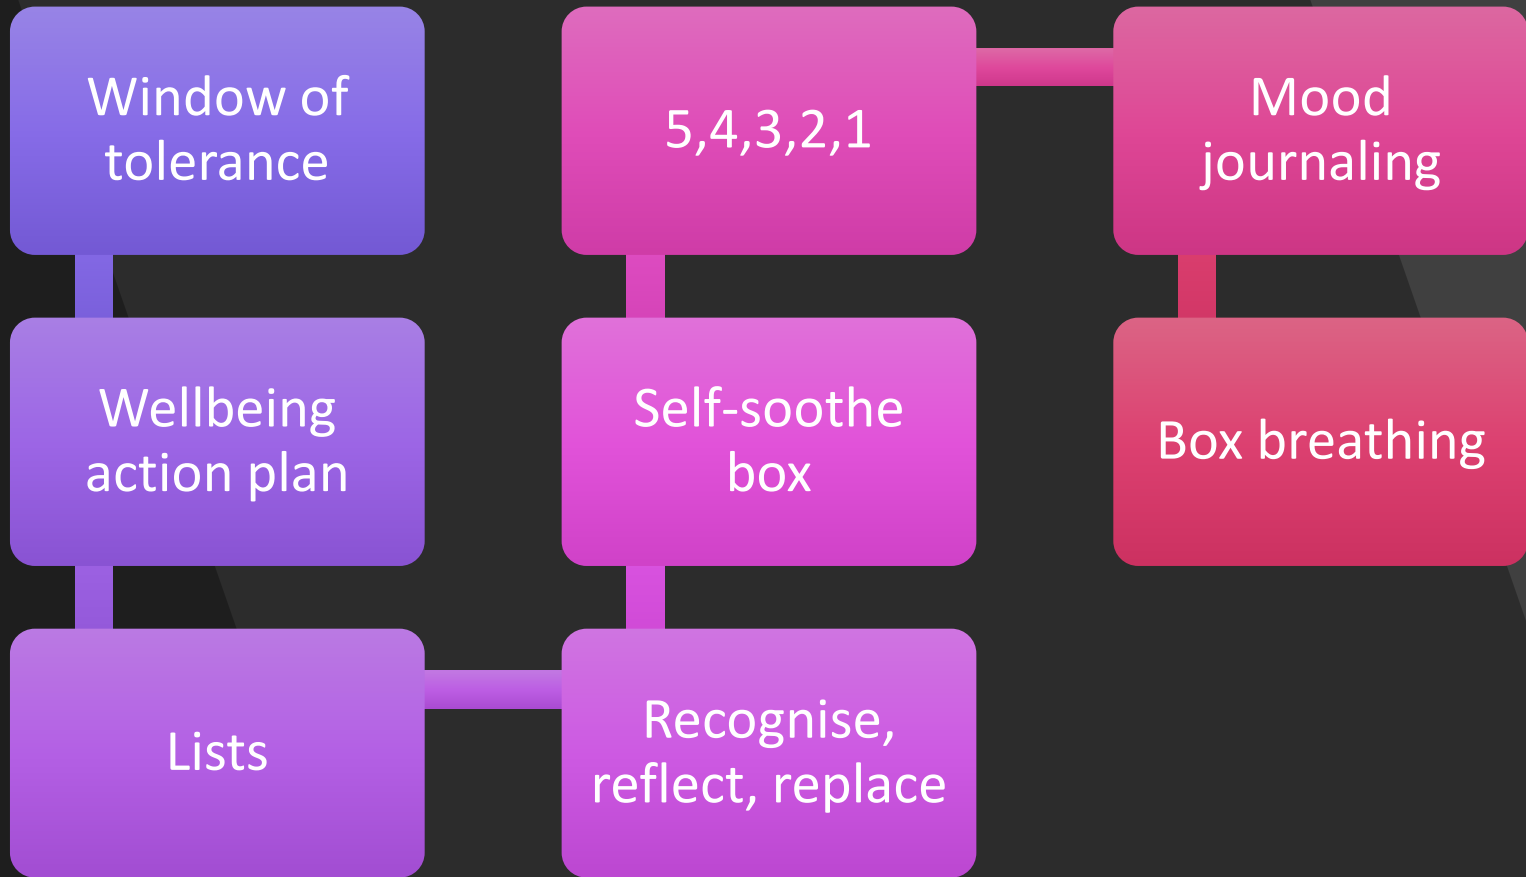 Window of
tolerance
Wellbeing
action plan
Lists
Recognise,
reflect, replace
Self-soothe
box
5,4,3,2,1
Mood
journaling
Box breathing